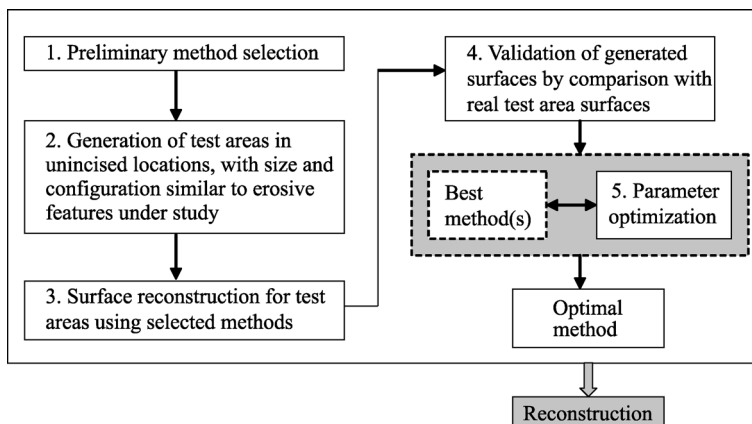 1. Preliminary method selection
2. Generation of test areas in
unincised locations, with size and
configuration similar to erosive
features under study
3. Surface reconstruction for test
areas using selected methods
4. Validation of generated
surfaces by comparison with
real test area surfaces
Best
method(s)
5. Parameter
optimization
Optimal
method
Reconstruction